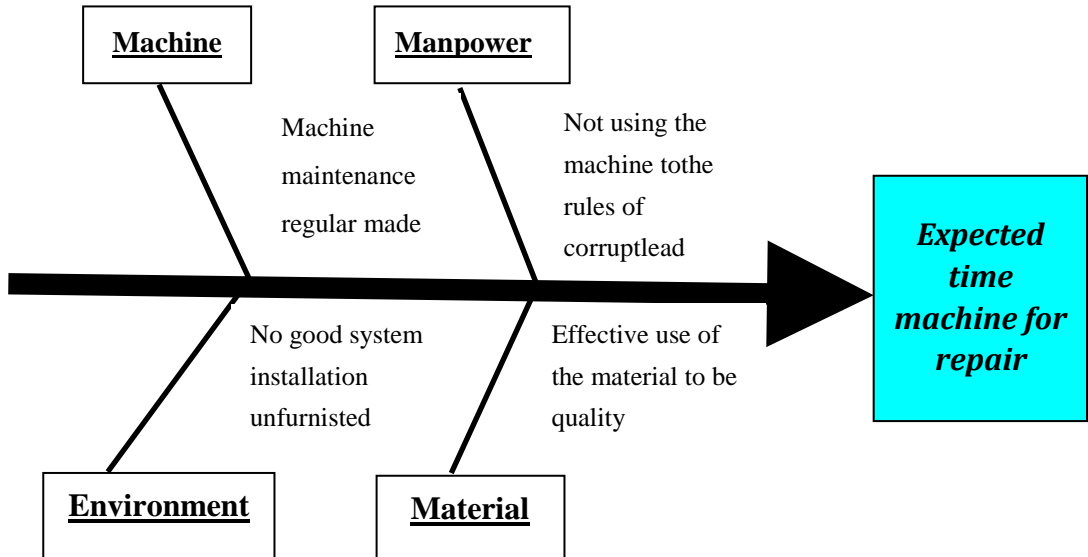 Machine
Manpower
Machine
maintenance
regular made
Not using the
machine tothe
rules of
corruptlead
Expected
time
machine for
repair
No good system
installation
unfurnisted
Effective use of
the material to be
quality
Environment
Material